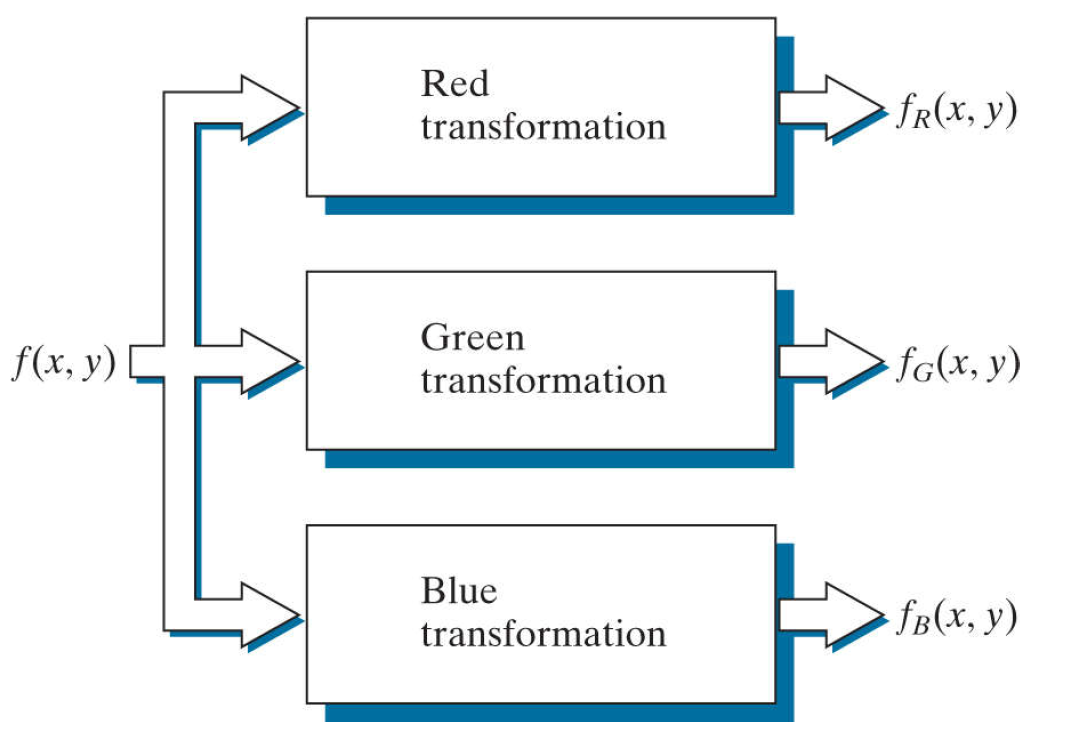 Red
transformation
f_R(x, y)
f(x, y)
Green
transformation
f_G(x, y)
Blue
transformation
f_B(x, y)